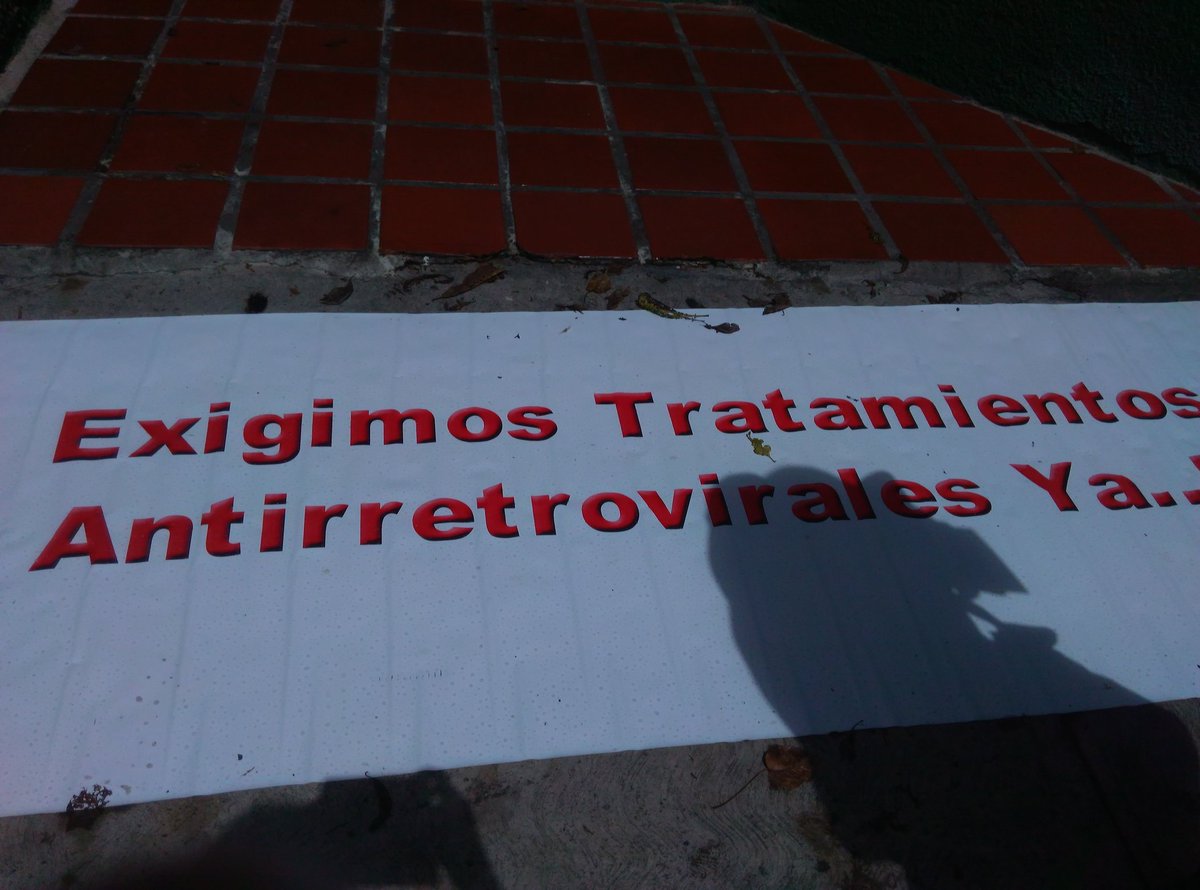 Exigimos Tratamientos
Antirretrovirales Ya..